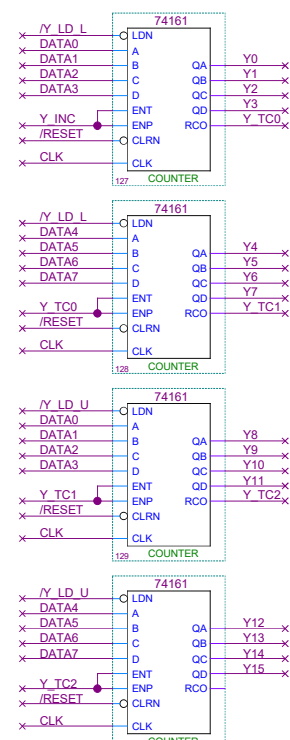 74161
/Y_LD_L LDN
DATA0 A
DATA1 B QA Y0
DATA2 C QB Y1
DATA3 D QC Y2
ENT QD Y3
Y_INC ENP RCO Y_TC0
/RESET CLRN
CLK CLK
127 COUNTER
74161
/Y_LD_L LDN
DATA4 A
DATA5 B QA Y4
DATA6 C QB Y5
DATA7 D QC Y6
ENT QD Y7
Y_TC0 ENP RCO Y_TC1
/RESET CLRN
CLK CLK
128 COUNTER
74161
/Y_LD_U LDN
DATA0 A
DATA1 B QA Y8
DATA2 C QB Y9
DATA3 D QC Y10
ENT QD Y11
Y_TC1 ENP RCO Y_TC2
/RESET CLRN
CLK CLK
129 COUNTER
74161
/Y_LD_U LDN
DATA4 A
DATA5 B QA Y12
DATA6 C QB Y13
DATA7 D QC Y14
ENT QD Y15
Y_TC2 ENP RCO
/RESET CLRN
CLK CLK
COUNTER